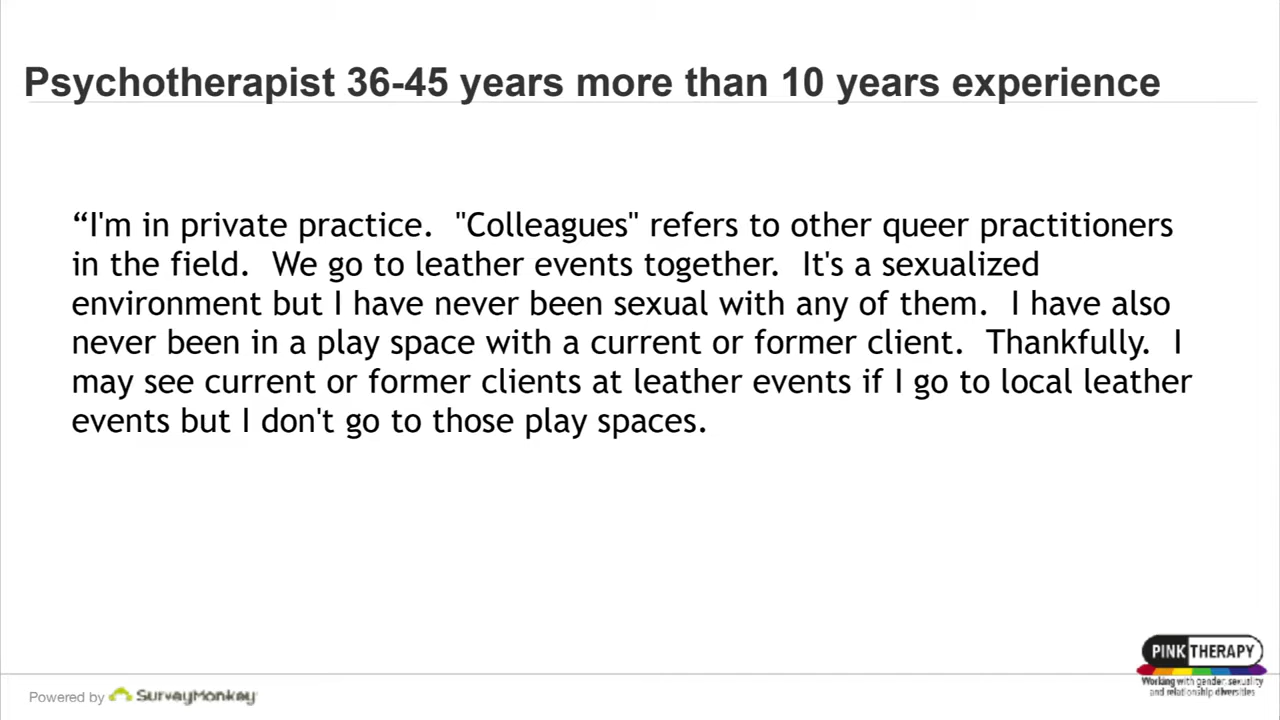 Psychotherapist 36-45 years more than 10 years experience
“I'm in private practice.  "Colleagues" refers to other queer practitioners
in the field.  We go to leather events together.  It's a sexualized
environment but I have never been sexual with any of them.  I have also
never been in a play space with a current or former client.  Thankfully.  I
may see current or former clients at leather events if I go to local leather
events but I don't go to those play spaces.
PINK THERAPY
Working with gender, sexuality
and relationship diversities
Powered by SurveyMonkey